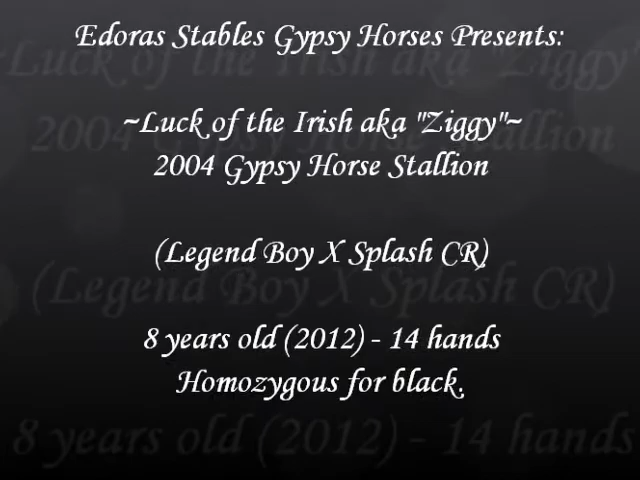 Edoras Stables Gypsy Horses Presents:
~Luck of the Irish aka "Ziggy"~
2004 Gypsy Horse Stallion
(Legend Boy X Splash CR)
8 years old (2012) - 14 hands
Homozygous for black.